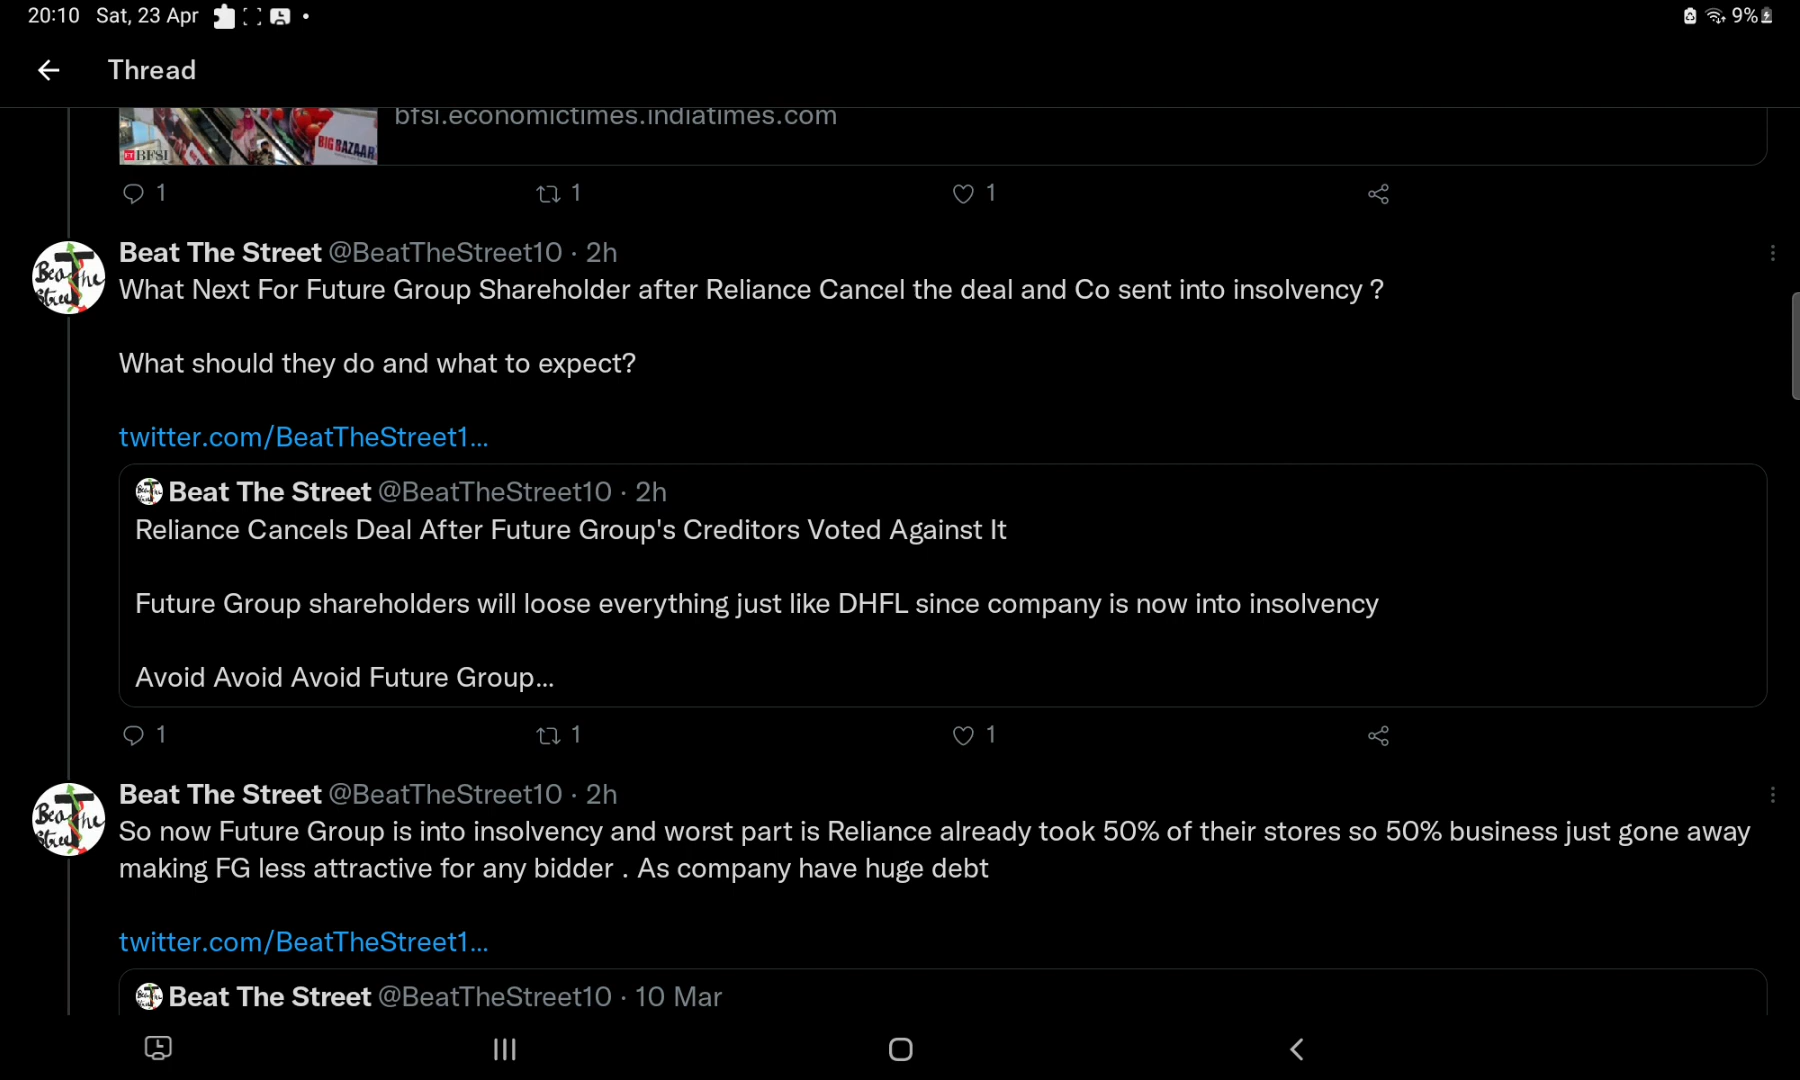 20:10 Sat, 23 Apr
9%
Thread
bfsi.economictimes.indiatimes.com
BIG BAZAAR
ET BFSI
1 1 1
Beat The Street @BeatTheStreet10 · 2h
What Next For Future Group Shareholder after Reliance Cancel the deal and Co sent into insolvency ?
What should they do and what to expect?
twitter.com/BeatTheStreet1...
Beat The Street @BeatTheStreet10 · 2h
Reliance Cancels Deal After Future Group's Creditors Voted Against It
Future Group shareholders will loose everything just like DHFL since company is now into insolvency
Avoid Avoid Avoid Future Group...
1 1 1
Beat The Street @BeatTheStreet10 · 2h
So now Future Group is into insolvency and worst part is Reliance already took 50% of their stores so 50% business just gone away
making FG less attractive for any bidder . As company have huge debt
twitter.com/BeatTheStreet1...
Beat The Street @BeatTheStreet10 · 10 Mar